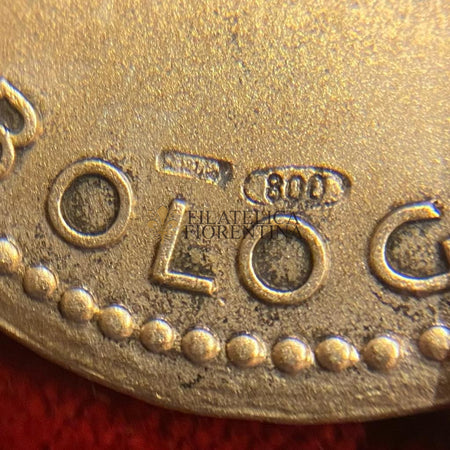 800
BOLOG
FILATELICA
FIORENTINA